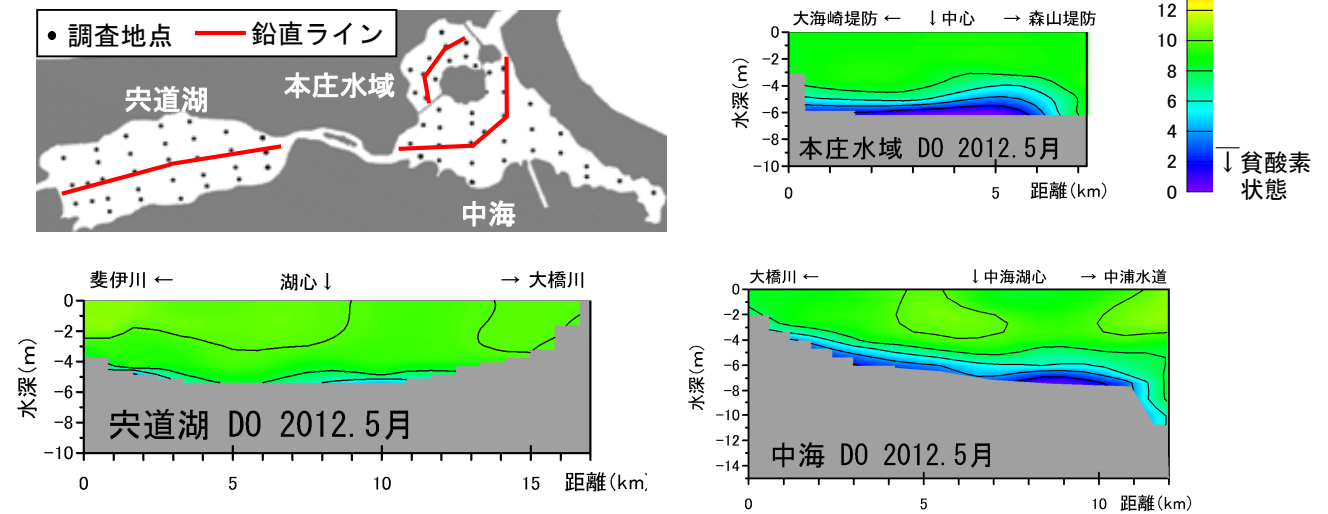 • 調査地点 ━ 鉛直ライン
宍道湖
本庄水域
中海
大海崎堤防 ← ↓中心 → 森山堤防
0
−2
−4
−6
−8
−10
水深(m)
本庄水域 DO 2012.5月
0 5 距離(km)
12
10
8
6
4
2
0
↓貧酸素
状態
斐伊川 ← 湖心↓ → 大橋川
0
−2
−4
−6
−8
−10
水深(m)
宍道湖 DO 2012.5月
0 5 10 15 距離(km)
大橋川 ← ↓中海湖心 → 中浦水道
0
−2
−4
−6
−8
−10
−12
−14
水深(m)
中海 DO 2012.5月
0 5 10 距離(km)